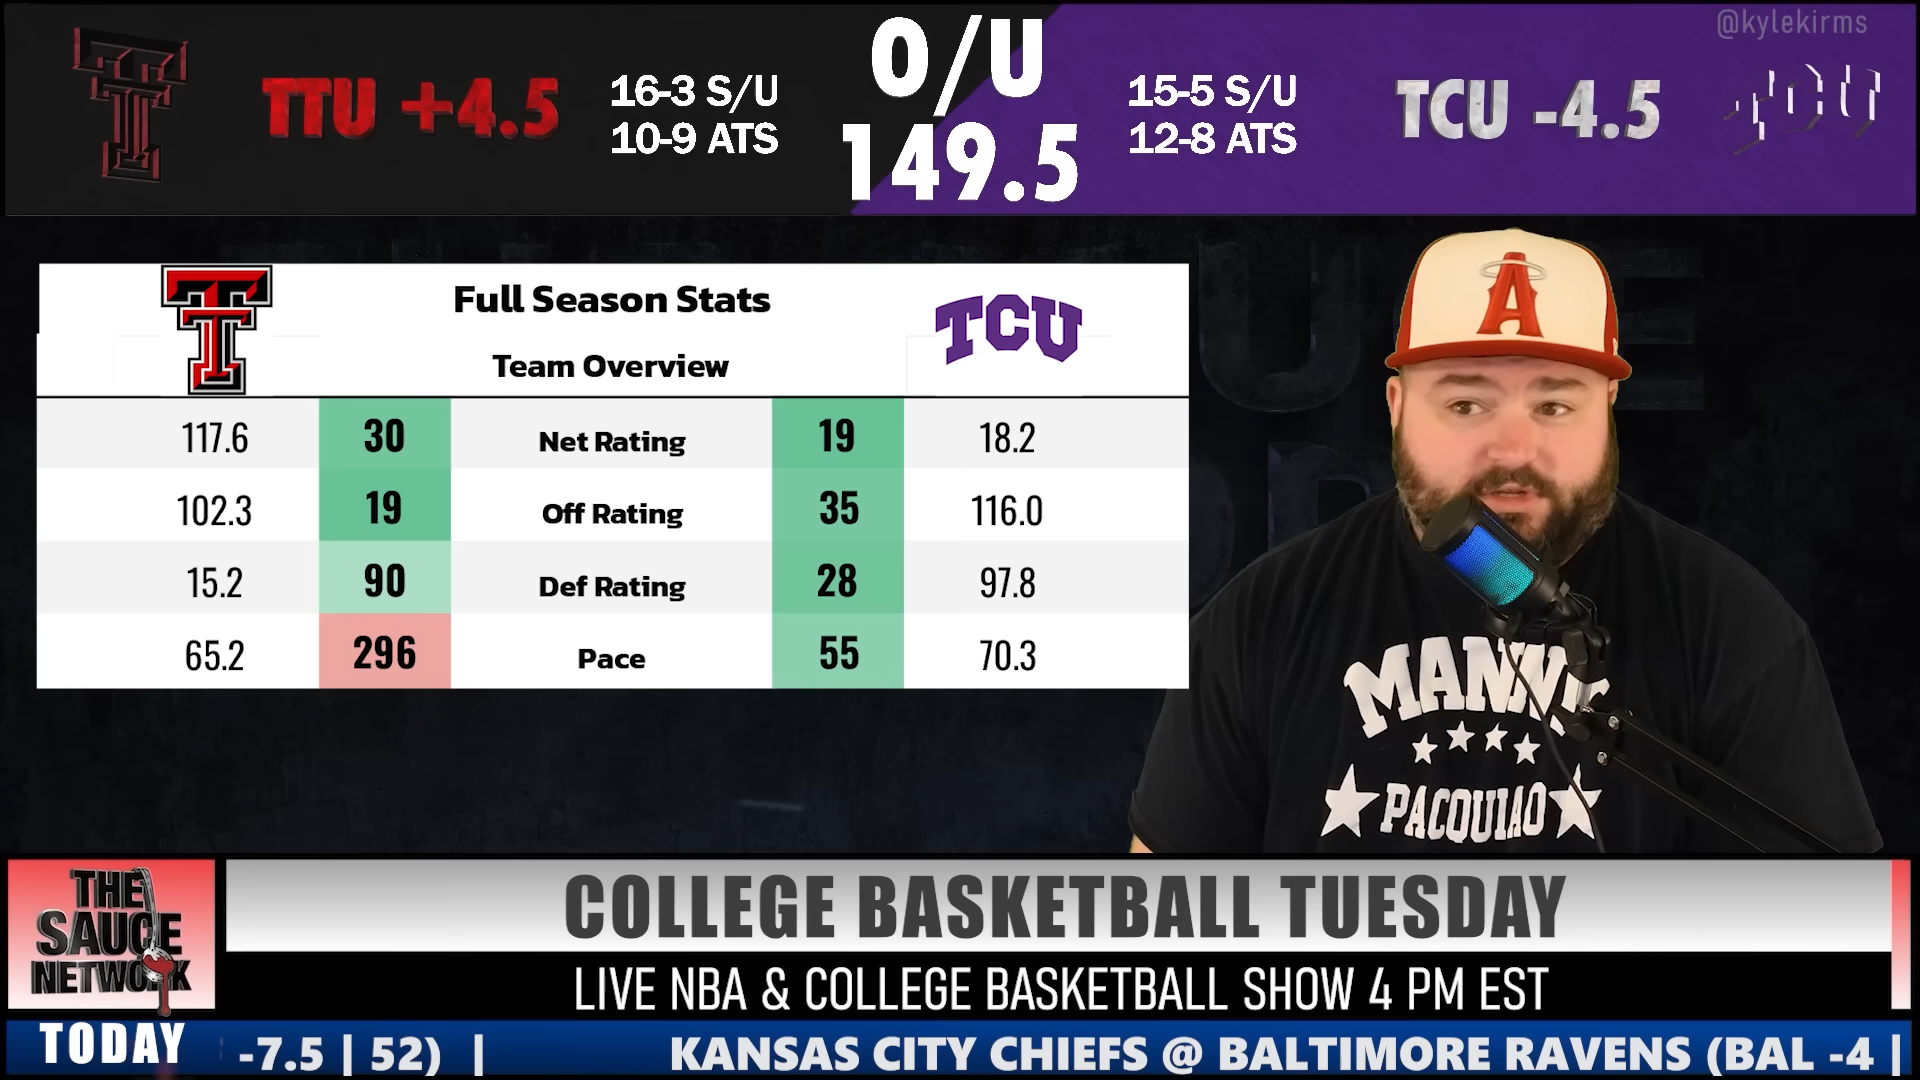 @kylekirms
TTU +4.5
16-3 S/U
10-9 ATS
O/U
149.5
15-5 S/U
12-8 ATS
TCU -4.5
TCU
Full Season Stats
Team Overview
TCU
117.6 30 Net Rating 19 18.2
102.3 19 Off Rating 35 116.0
15.2 90 Def Rating 28 97.8
65.2 296 Pace 55 70.3
A
MANNY
PACQUIAO
THE
SAUCE
NETWORK
COLLEGE BASKETBALL TUESDAY
LIVE NBA & COLLEGE BASKETBALL SHOW 4 PM EST
TODAY -7.5 | 52) | KANSAS CITY CHIEFS @ BALTIMORE RAVENS (BAL -4 |